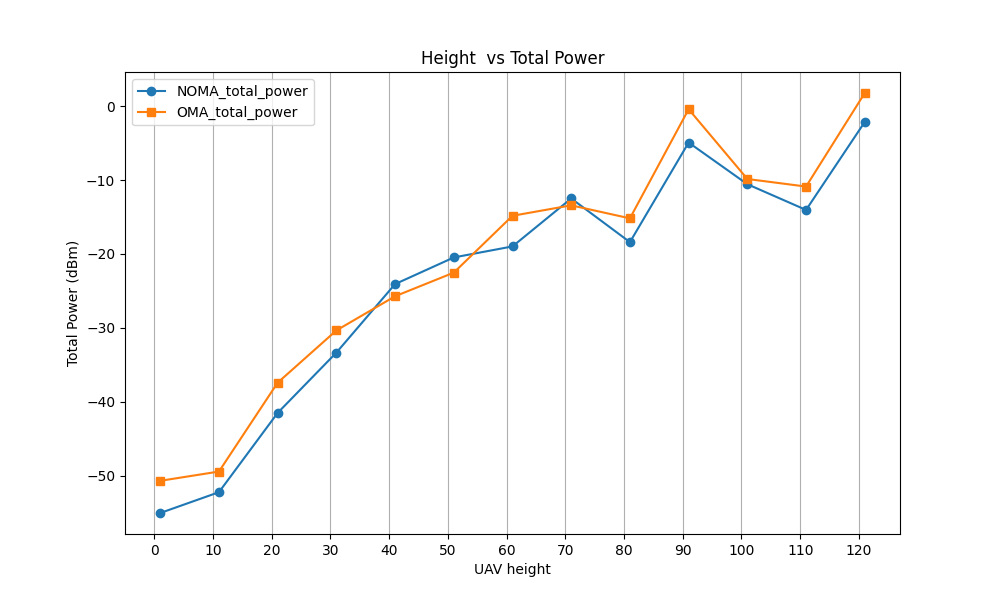 Height  vs Total Power
NOMA_total_power
OMA_total_power
Total Power (dBm)
0
−10
−20
−30
−40
−50
0 10 20 30 40 50 60 70 80 90 100 110 120
UAV height